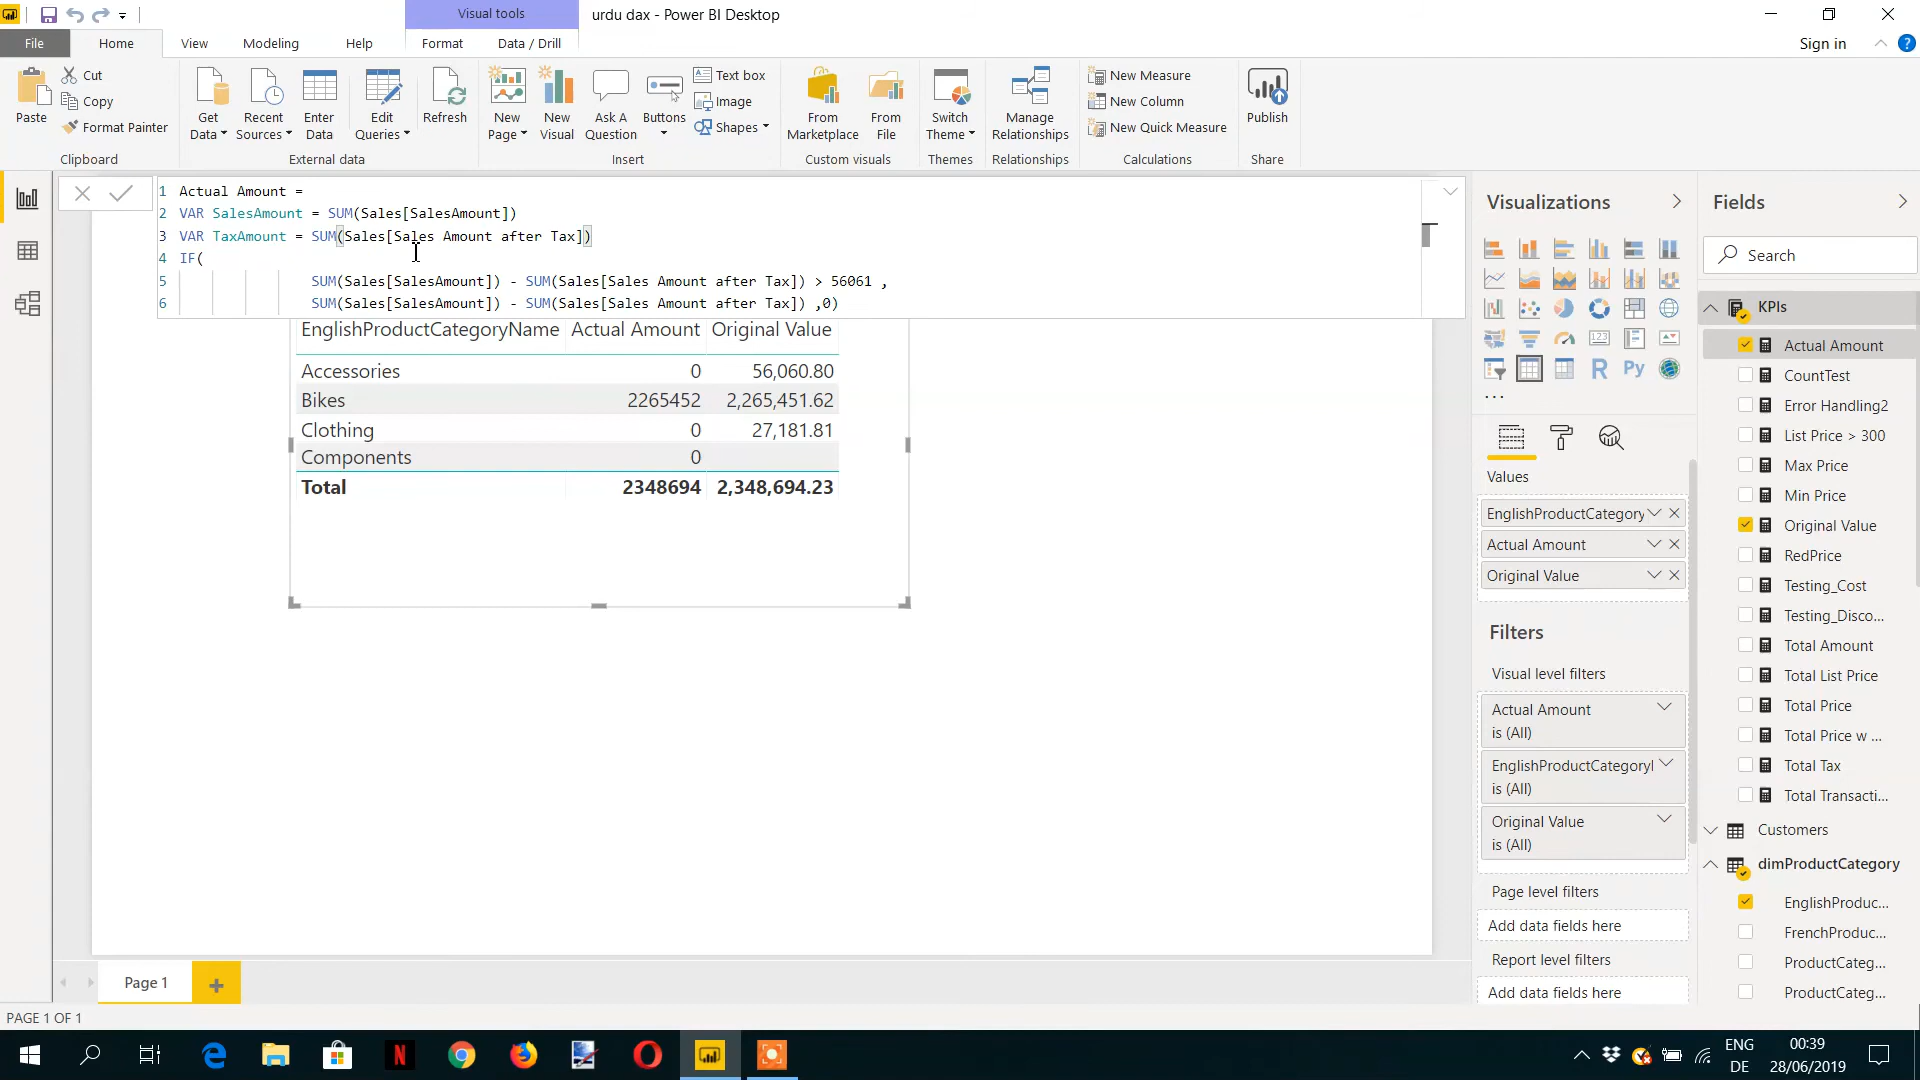 Visual tools
urdu dax - Power BI Desktop
File
Home
View
Modeling
Help
Format
Data / Drill
Sign in
Paste
Cut
Copy
Format Painter
Clipboard
Get Data
Recent Sources
Enter Data
Edit Queries
Refresh
External data
New Page
New Visual
Ask A Question
Buttons
Text box
Image
Shapes
Insert
From Marketplace
From File
Custom visuals
Switch Theme
Themes
Manage Relationships
Relationships
New Measure
New Column
New Quick Measure
Calculations
Publish
Share
1 Actual Amount =
2 VAR SalesAmount = SUM(Sales[SalesAmount])
3 VAR TaxAmount = SUM(Sales[Sales Amount after Tax])
4 IF(
5 SUM(Sales[SalesAmount]) - SUM(Sales[Sales Amount after Tax]) > 56061 ,
6 SUM(Sales[SalesAmount]) - SUM(Sales[Sales Amount after Tax]) ,0)
EnglishProductCategoryName Actual Amount Original Value
Accessories 0 56,060.80
Bikes 2265452 2,265,451.62
Clothing 0 27,181.81
Components 0
Total 2348694 2,348,694.23
Visualizations
R
Py
...
Values
EnglishProductCategory
Actual Amount
Original Value
Filters
Visual level filters
Actual Amount
is (All)
EnglishProductCategoryI
is (All)
Original Value
is (All)
Page level filters
Add data fields here
Report level filters
Add data fields here
Fields
Search
KPIs
Actual Amount
CountTest
Error Handling2
List Price > 300
Max Price
Min Price
Original Value
RedPrice
Testing_Cost
Testing_Disco...
Total Amount
Total List Price
Total Price
Total Price w ...
Total Tax
Total Transacti...
Customers
dimProductCategory
EnglishProduc...
FrenchProduc...
ProductCateg...
ProductCateg...
Page 1
PAGE 1 OF 1
ENG
DE
00:39
28/06/2019